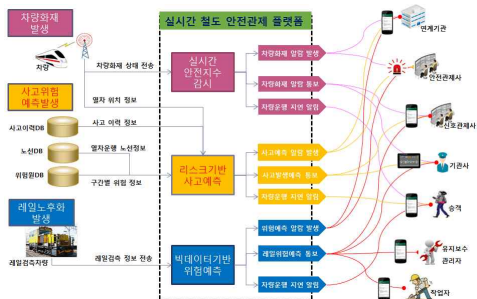 실시간 철도 안전관제 플랫폼
차량화재
발생
차량
차량화재 상태 전송
열차 위치 정보
사고위험
예측발생
사고이력DB
사고 이력 정보
노선DB
열차운행 노선정보
위험원DB
구간별 위험 정보
레일노후화
발생
레일검측차량
레일검측 정보 전송
실시간
안전지수
감시
리스크기반
사고예측
빅데이터기반
위험예측
차량화재 알람 발생
차량화재 알람 통보
차량운행 지연 알림
사고예측 알람 발생
사고발생예측 통보
차량운행 지연 알림
위험예측 알람 발생
레일위험예측 통보
차량운행 지연 알림
연계기관
안전관제사
신호관제사
기관사
승객
유지보수
관리자
작업자